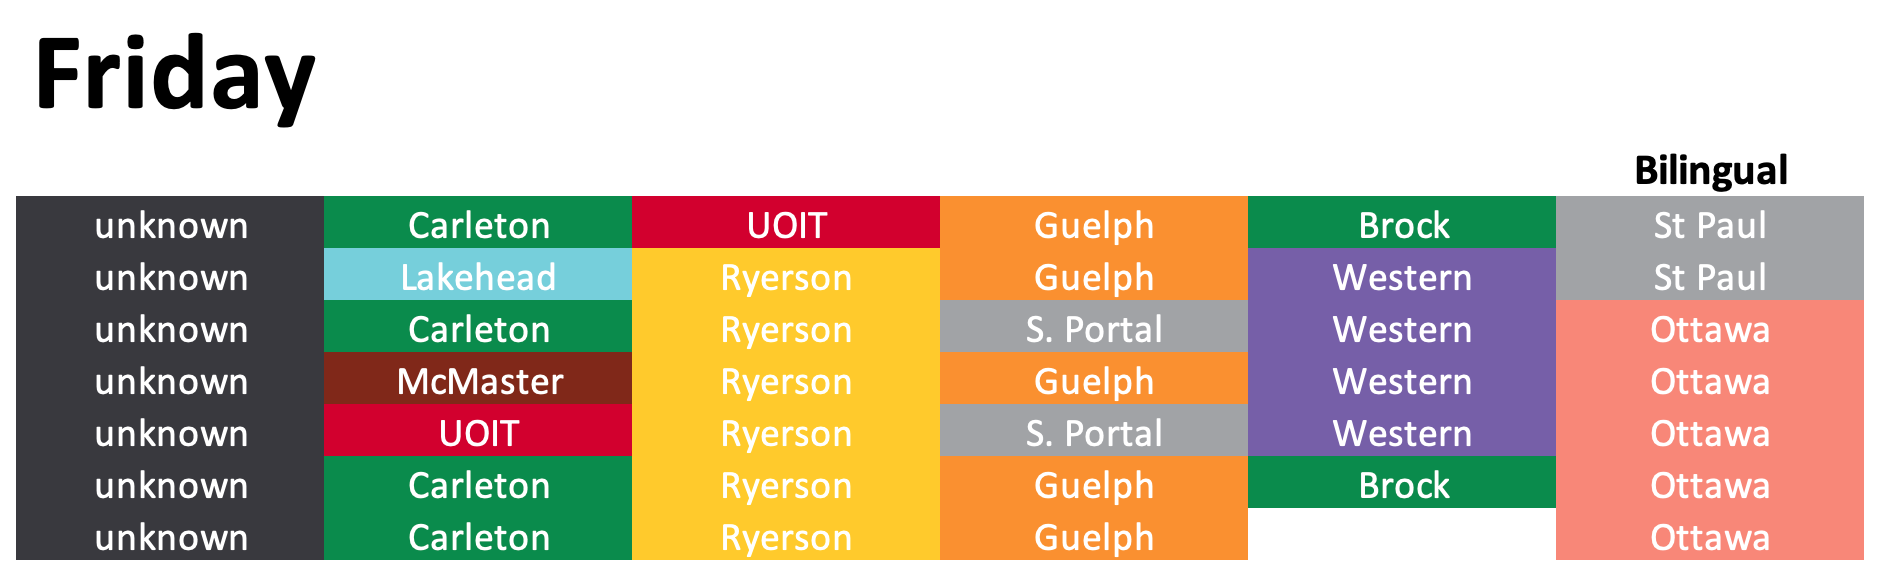 Friday
Bilingual
unknown Carleton UOIT Guelph Brock St Paul
unknown Lakehead Ryerson Guelph Western St Paul
unknown Carleton Ryerson S. Portal Western Ottawa
unknown McMaster Ryerson Guelph Western Ottawa
unknown UOIT Ryerson S. Portal Western Ottawa
unknown Carleton Ryerson Guelph Brock Ottawa
unknown Carleton Ryerson Guelph Ottawa